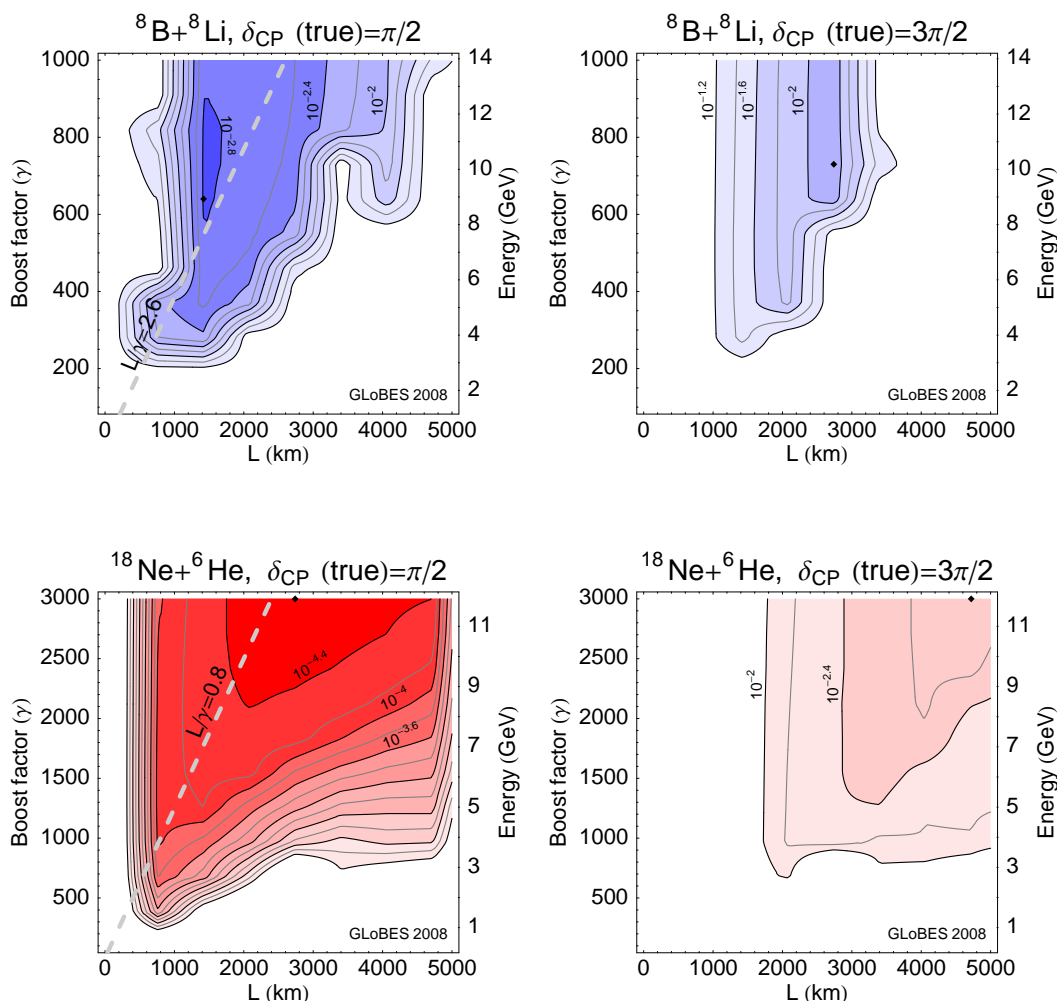 ⁸B+⁸Li, δCP (true)=π/2
1000
800
600
400
200
Boost factor (γ)
14
12
10
8
6
4
2
Energy (GeV)
10^-2.8
10^-2.4
10^-2
L/γ=2.6
GLoBES 2008
0 1000 2000 3000 4000 5000
L (km)
⁸B+⁸Li, δCP (true)=3π/2
1000
800
600
400
200
Boost factor (γ)
14
12
10
8
6
4
2
Energy (GeV)
10^-1.2
10^-1.6
10^-2
GLoBES 2008
0 1000 2000 3000 4000 5000
L (km)
¹⁸Ne+⁶He, δCP (true)=π/2
3000
2500
2000
1500
1000
500
Boost factor (γ)
11
9
7
5
3
1
Energy (GeV)
L/γ=0.8
10^-4.4
10^-4
10^-3.6
GLoBES 2008
0 1000 2000 3000 4000 5000
L (km)
¹⁸Ne+⁶He, δCP (true)=3π/2
3000
2500
2000
1500
1000
500
Boost factor (γ)
11
9
7
5
3
1
Energy (GeV)
10^-2
10^-2.4
GLoBES 2008
0 1000 2000 3000 4000 5000
L (km)